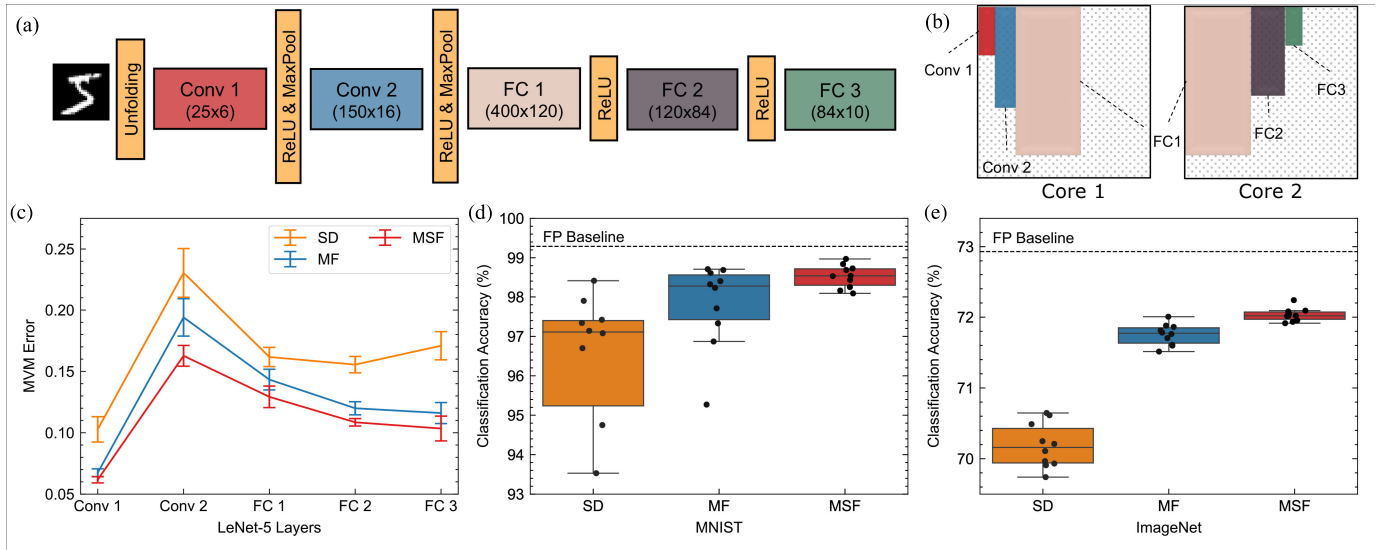 (a)
Unfolding
Conv 1
(25x6)
ReLU & MaxPool
Conv 2
(150x16)
ReLU & MaxPool
FC 1
(400x120)
ReLU
FC 2
(120x84)
ReLU
FC 3
(84x10)
(b)
Conv 1
Conv 2
FC1
FC2
FC3
Core 1
Core 2
(c)
MVM Error
0.25
0.20
0.15
0.10
0.05
SD
MF
MSF
Conv 1
Conv 2
FC 1
FC 2
FC 3
LeNet-5 Layers
(d)
Classification Accuracy (%)
100
99
98
97
96
95
94
93
FP Baseline
SD
MF
MSF
MNIST
(e)
Classification Accuracy (%)
73
72
71
70
FP Baseline
SD
MF
MSF
ImageNet